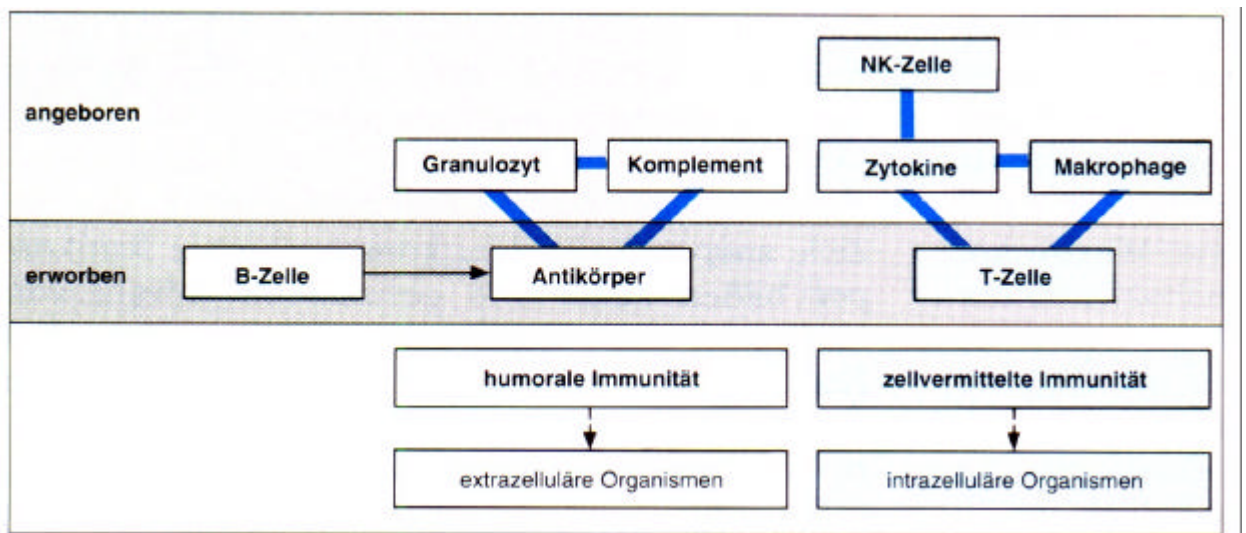 NK-Zelle
angeboren
Granulozyt
Komplement
Zytokine
Makrophage
erworben
B-Zelle
Antikörper
T-Zelle
humorale Immunität
zellvermittelte Immunität
extrazelluläre Organismen
intrazelluläre Organismen